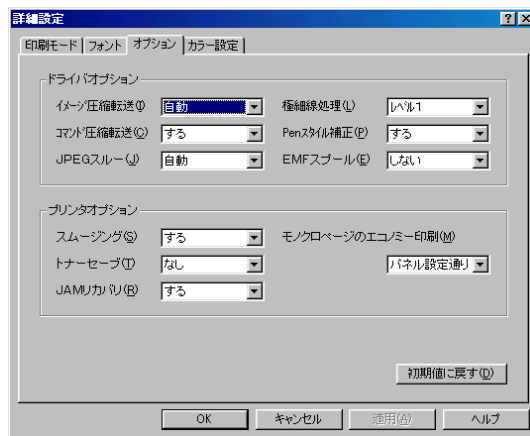 詳細設定
印刷モード フォント オプション カラー設定
ドライバオプション
イメージ圧縮転送(I) 自動 極細線処理(L) レベル1
コマンド圧縮転送(C) する Penスタイル補正(P) する
JPEGスルー(J) 自動 EMFスプール(E) しない
プリンタオプション
スムージング(S) する モノクロページのエコノミー印刷(M)
トナーセーブ(T) なし パネル設定通り
JAMリカバリ(R) する
初期値に戻す(D)
OK キャンセル 適用(A) ヘルプ